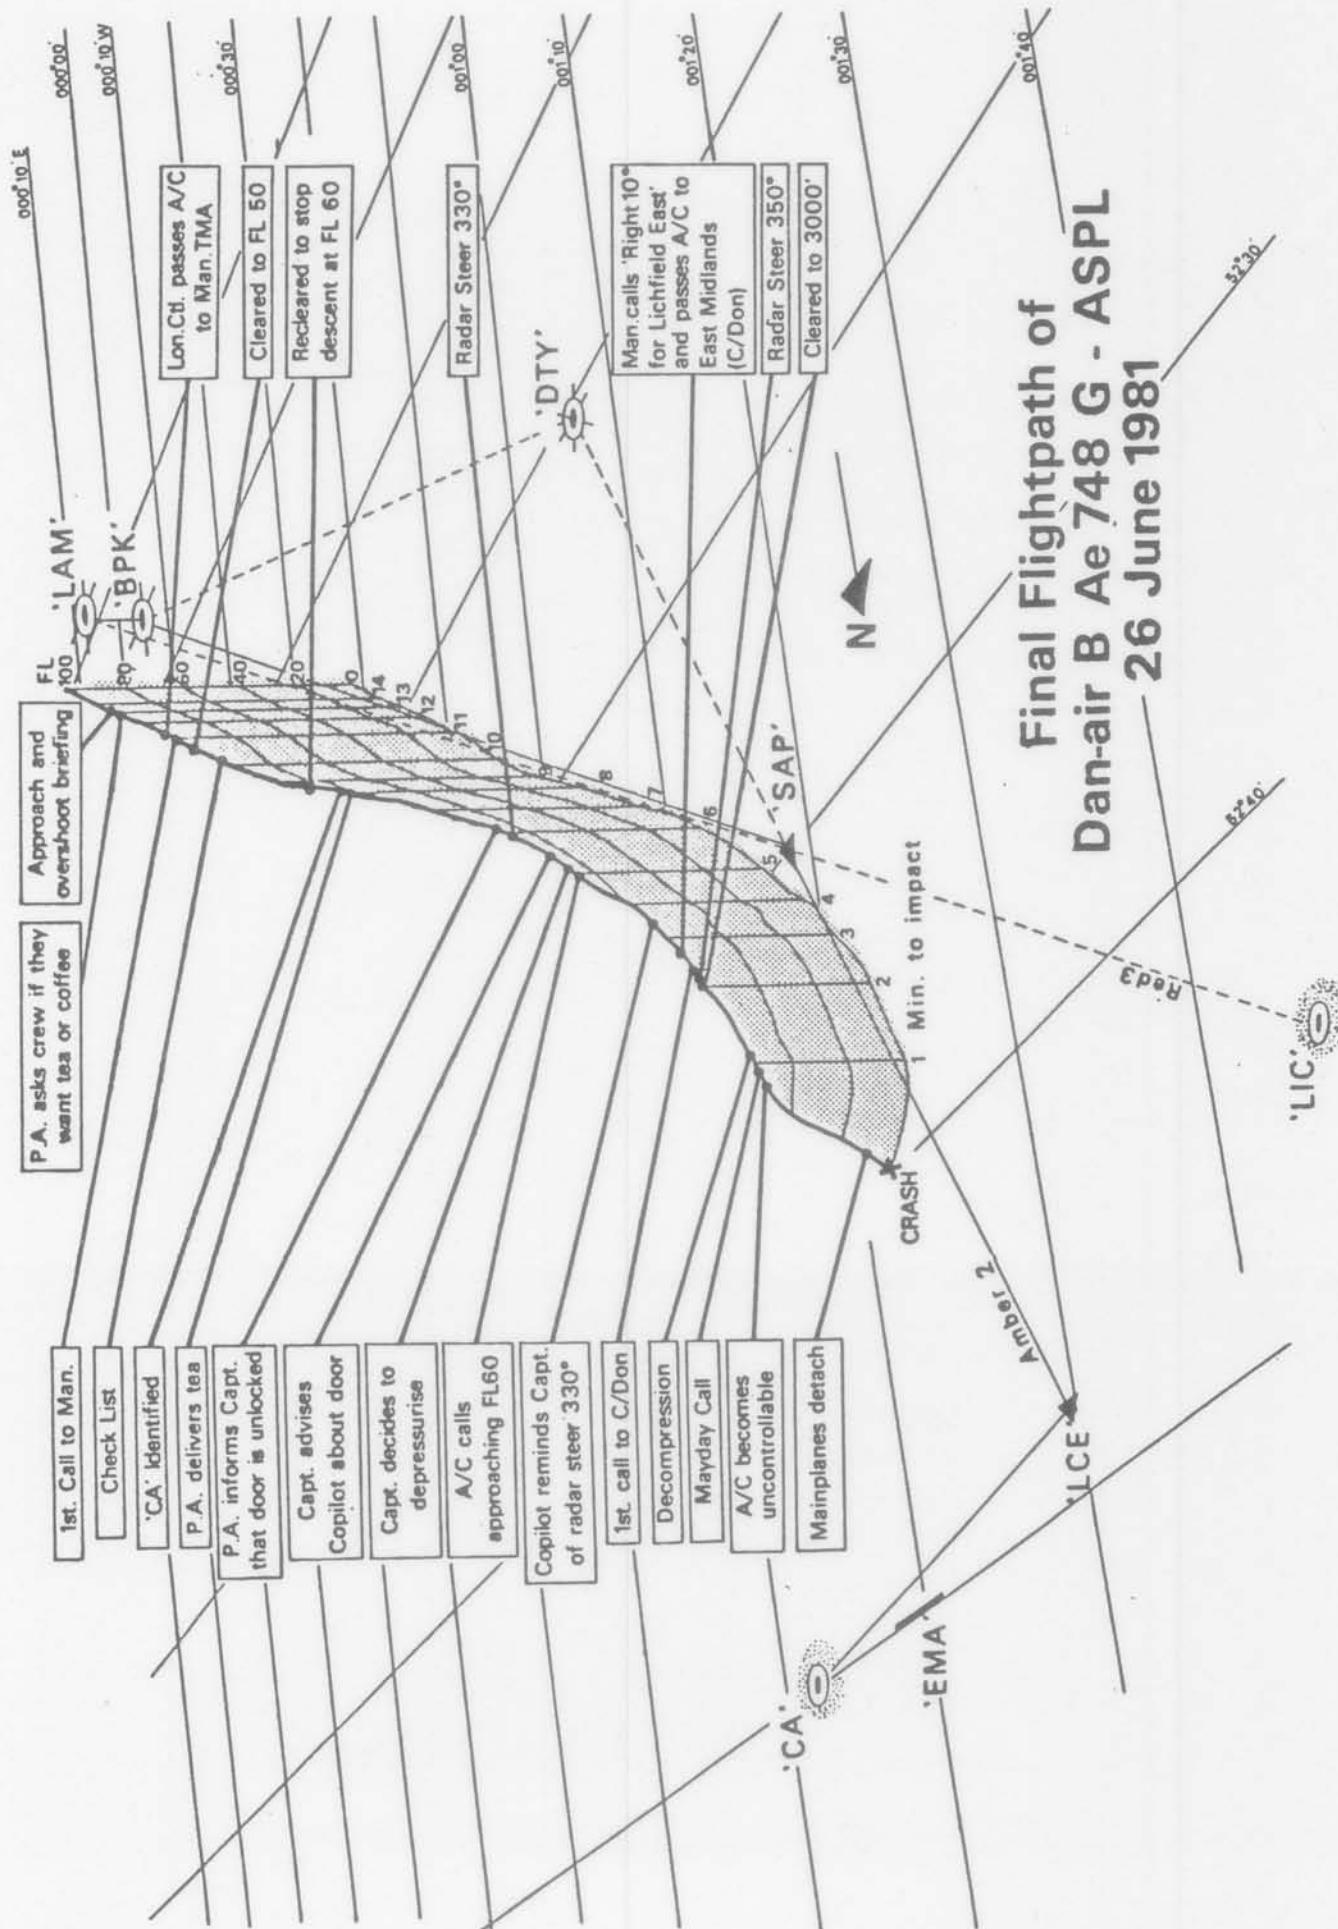 000°10'E
000°00'
000°10'W
000°30'
001°00'
001°10'
001°20'
001°30'
001°40'
52°30'
52°40'
'LAM'
'BPK'
'DTY'
'SAP'
'LIC'
'LCE'
'EMA'
'CA'
FL
100
80
60
40
20
0
14
13
12
11
10
9
8
7
6
5
4
3
2
1 Min. to impact
P.A. asks crew if they
want tea or coffee
Approach and
overshoot briefing
Lon.Ctl. passes A/C
to Man.TMA
Cleared to FL 50
Recleared to stop
descent at FL 60
Radar Steer 330°
Man.calls 'Right 10°
for Lichfield East'
and passes A/C to
East Midlands
(C/Don)
Radar Steer 350°
Cleared to 3000'
1st. Call to Man.
Check List
'CA' Identified
P.A. delivers tea
P.A. informs Capt.
that door is unlocked
Capt. advises
Copilot about door
Capt. decides to
depressurise
A/C calls
approaching FL60
Copilot reminds Capt.
of radar steer 330°
1st. call to C/Don
Decompression
Mayday Call
A/C becomes
uncontrollable
Mainplanes detach
CRASH
Amber 2
Red3
N
Final Flightpath of
Dan-air B Ae 748 G - ASPL
26 June 1981